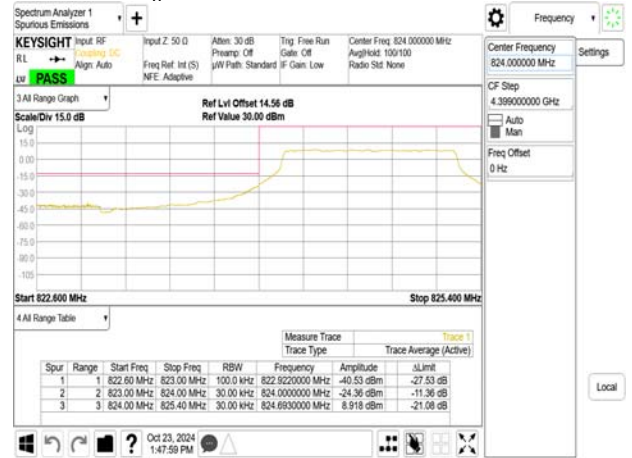 Spectrum Analyzer 1
Spurious Emissions
Frequency
KEYSIGHT
Input: RF
Coupling: DC
Align: Auto
Input Z: 50 Ω
Freq Ref: Int (S)
NFE: Adaptive
Atten: 30 dB
Preamp: Off
µW Path: Standard
Trig: Free Run
Gate: Off
IF Gain: Low
Center Freq: 824.000000 MHz
Avg|Hold: 100/100
Radio Std: None
RL
PASS
Center Frequency
824.000000 MHz
Settings
CF Step
4.399000000 GHz
Auto
Man
Freq Offset
0 Hz
3 All Range Graph
Ref Lvl Offset 14.56 dB
Scale/Div 15.0 dB
Ref Value 30.00 dBm
Log
15.0
0.00
-15.0
-30.0
-45.0
-60.0
-75.0
-90.0
-105
Start 822.600 MHz
Stop 825.400 MHz
4 All Range Table
Measure Trace Trace 1
Trace Type Trace Average (Active)
Spur Range Start Freq Stop Freq RBW Frequency Amplitude ΔLimit
1 1 822.60 MHz 823.00 MHz 100.0 kHz 822.9220000 MHz -40.53 dBm -27.53 dB
2 2 823.00 MHz 824.00 MHz 30.00 kHz 824.0000000 MHz -24.36 dBm -11.36 dB
3 3 824.00 MHz 825.40 MHz 30.00 kHz 824.6930000 MHz 8.918 dBm -21.08 dB
Local
Oct 23, 2024
1:47:59 PM